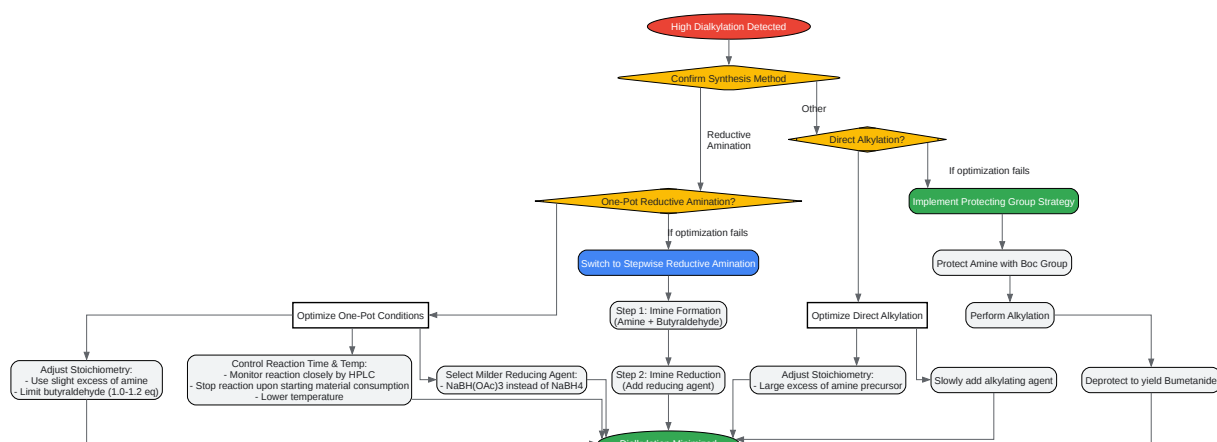 High Dialkylation Detected
Confirm Synthesis Method
Other
Reductive
Amination
Direct Alkylation?
If optimization fails
One-Pot Reductive Amination?
Implement Protecting Group Strategy
If optimization fails
Switch to Stepwise Reductive Amination
Protect Amine with Boc Group
Optimize One-Pot Conditions
Step 1: Imine Formation
(Amine + Butyraldehyde)
Optimize Direct Alkylation
Perform Alkylation
Adjust Stoichiometry:
- Use slight excess of amine
- Limit butyraldehyde (1.0-1.2 eq)
Control Reaction Time & Temp:
- Monitor reaction closely by HPLC
- Stop reaction upon starting material consumption
- Lower temperature
Select Milder Reducing Agent:
- NaBH(OAc)3 instead of NaBH4
Step 2: Imine Reduction
(Add reducing agent)
Adjust Stoichiometry:
- Large excess of amine precursor
Slowly add alkylating agent
Deprotect to yield Bumetanide
Dialkylation Minimized